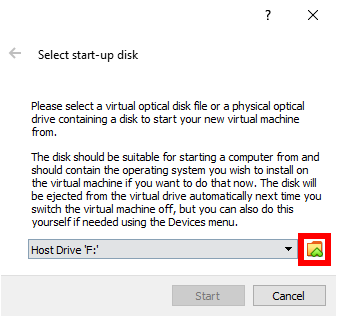 ?
Select start-up disk
Please select a virtual optical disk file or a physical optical
drive containing a disk to start your new virtual machine
from.
The disk should be suitable for starting a computer from and
should contain the operating system you wish to install on
the virtual machine if you want to do that now. The disk will
be ejected from the virtual drive automatically next time you
switch the virtual machine off, but you can also do this
yourself if needed using the Devices menu.
Host Drive 'F:'
Start Cancel